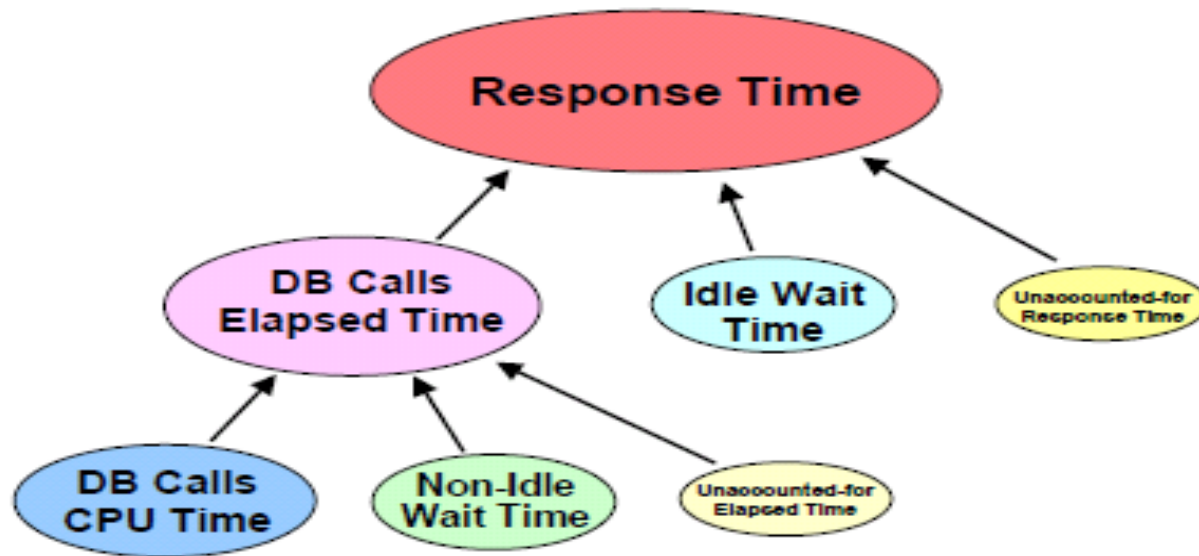 Response Time
DB Calls
Elapsed Time
Idle Wait
Time
Unaccounted-for
Response Time
DB Calls
CPU Time
Non-Idle
Wait Time
Unaccounted-for
Elapsed Time